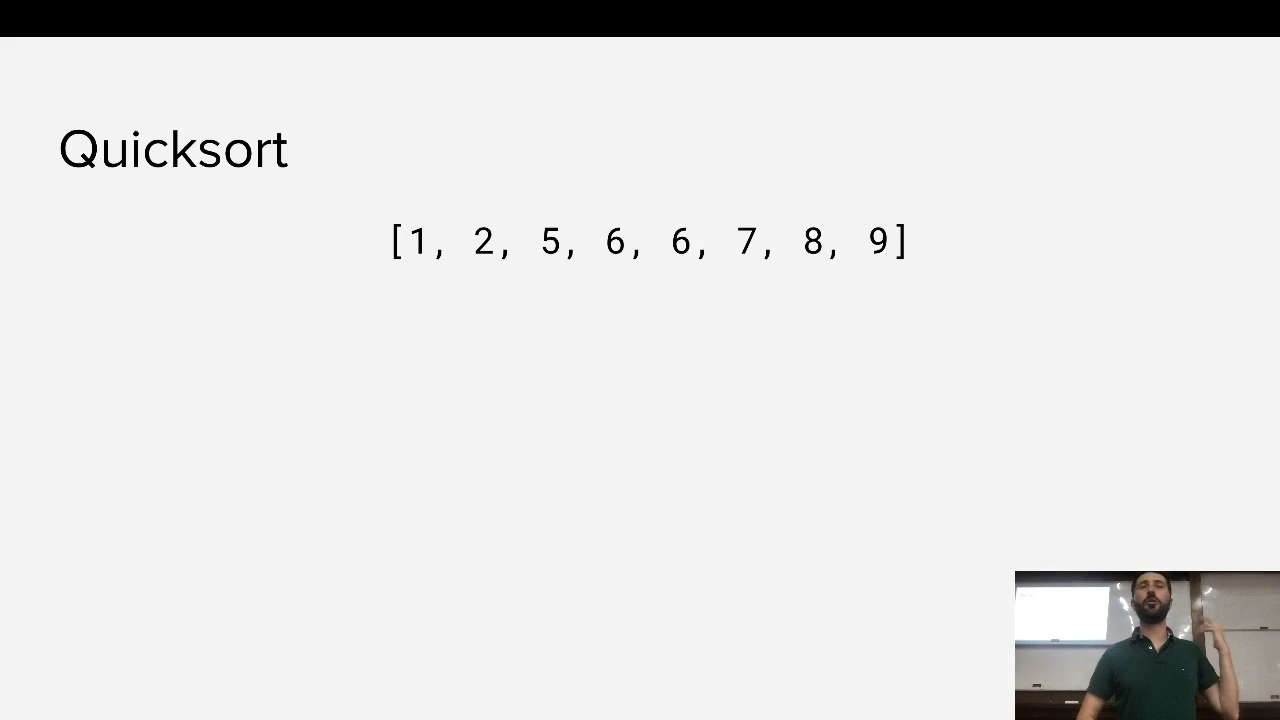 Quicksort
[1, 2, 5, 6, 6, 7, 8, 9]